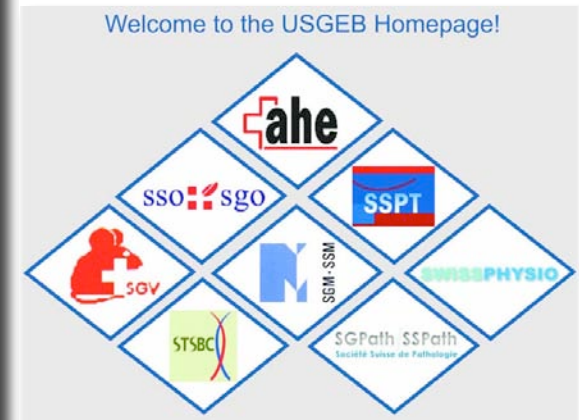 Welcome to the USGEB Homepage!
ahe
sso sgo
SSPT
SGV
SGM-SSM
SWISSPHYSIO
STSBC
SGPath SSPath
Société Suisse de Pathologie